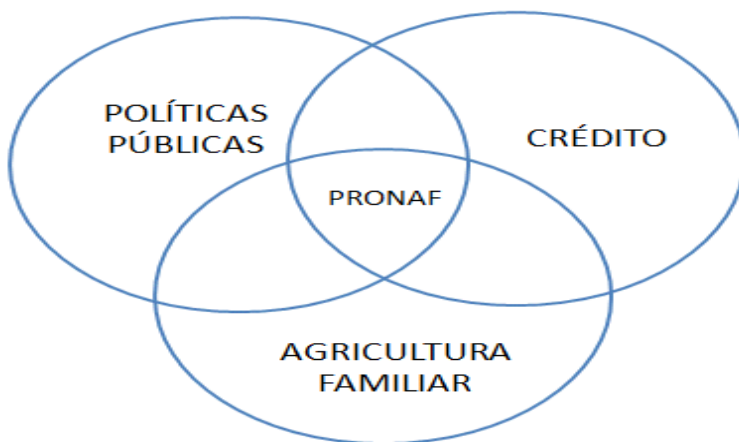 POLÍTICAS
PÚBLICAS
CRÉDITO
PRONAF
AGRICULTURA
FAMILIAR